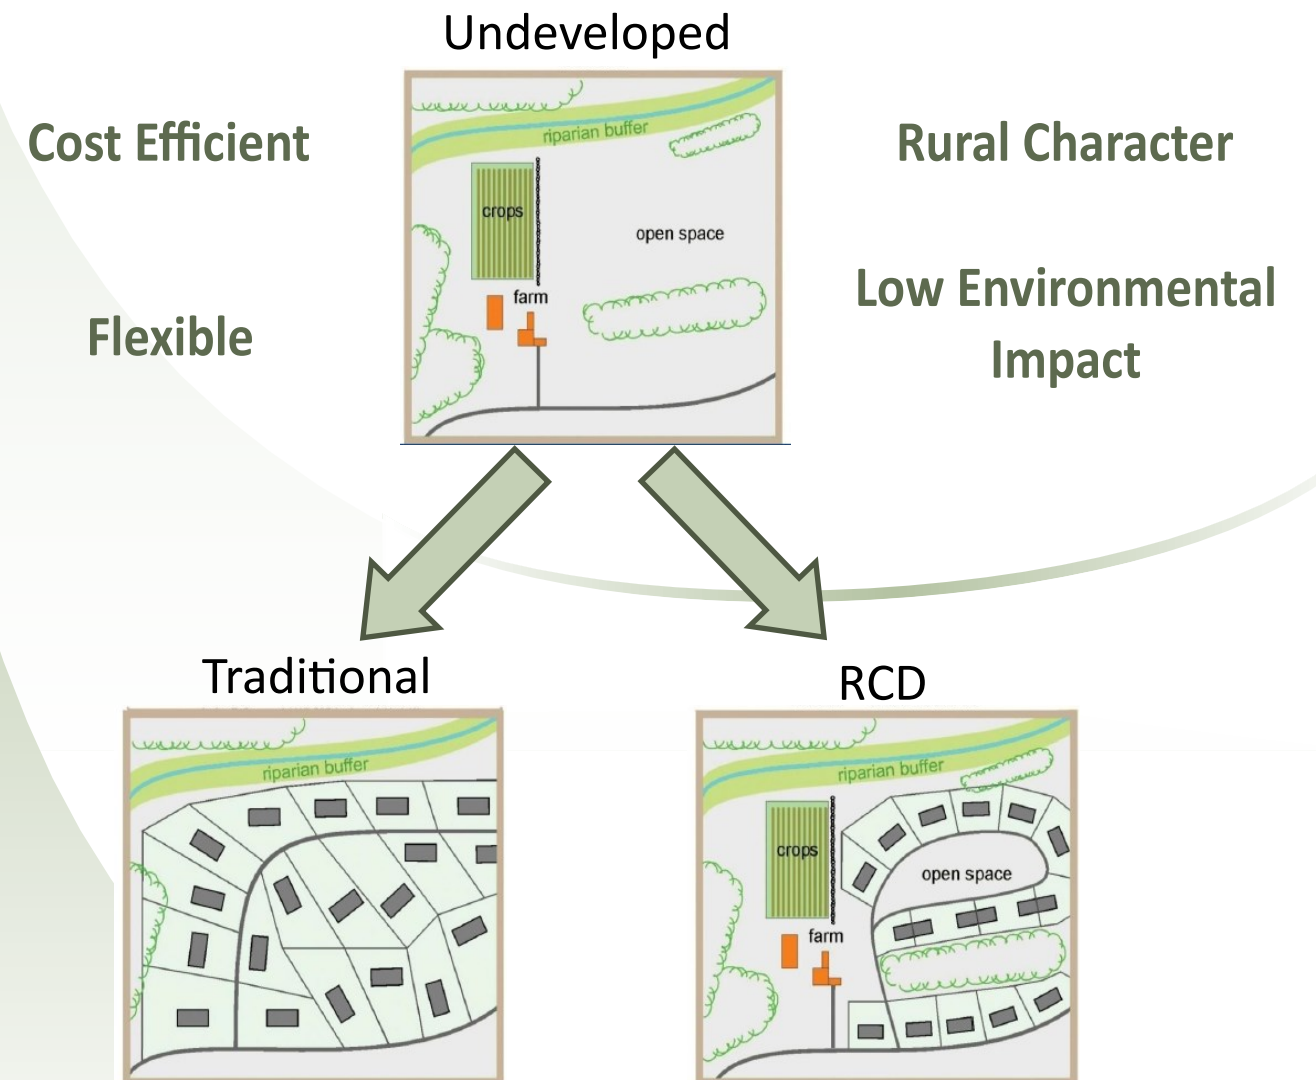 Undeveloped
Cost Efficient
Rural Character
riparian buffer
crops
open space
farm
Flexible
Low Environmental
Impact
Traditional
RCD
riparian buffer
riparian buffer
crops
open space
farm